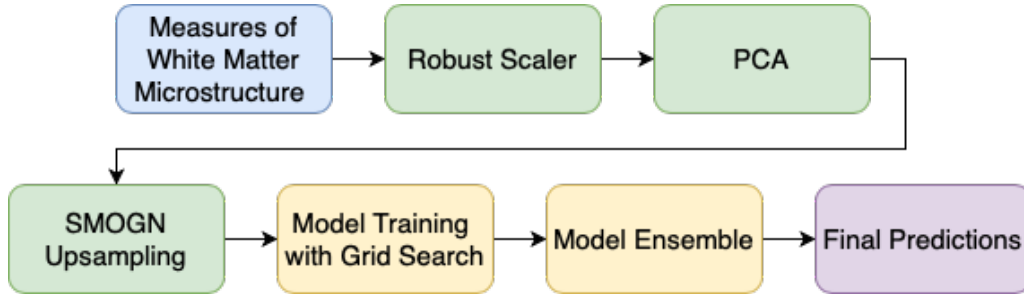 Measures of
White Matter
Microstructure
Robust Scaler
PCA
SMOGN
Upsampling
Model Training
with Grid Search
Model Ensemble
Final Predictions